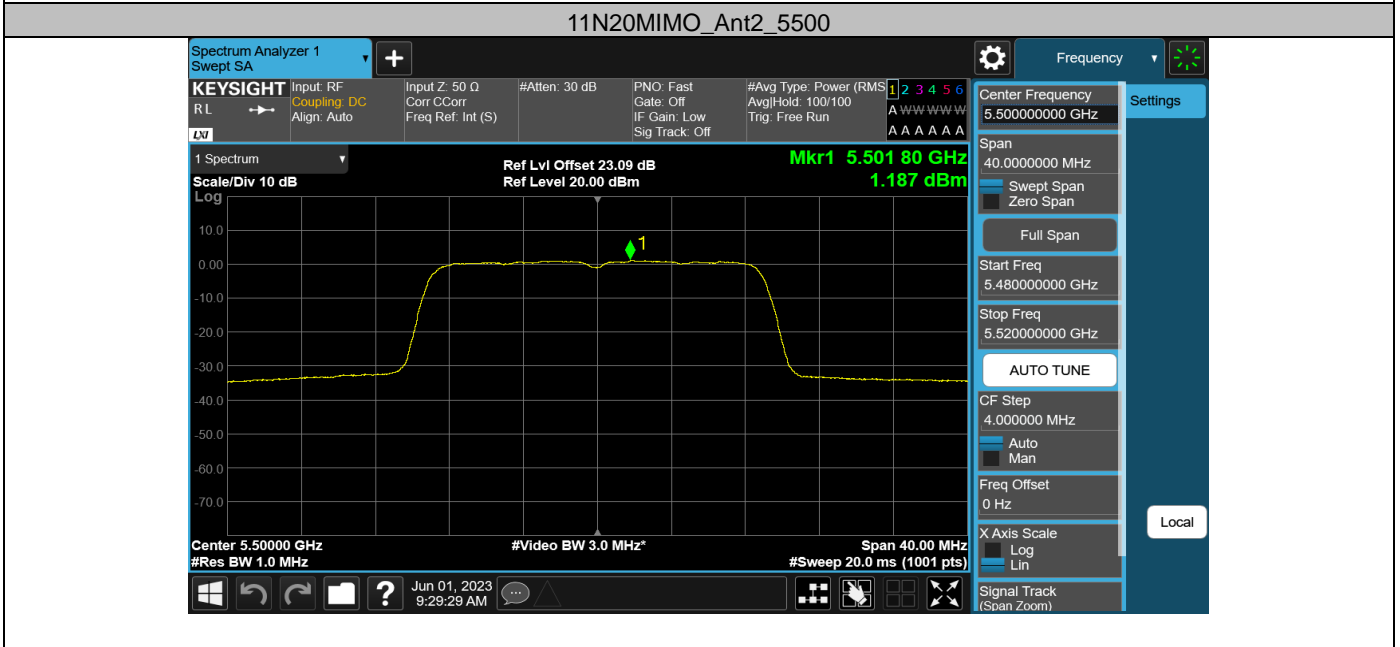 11N20MIMO_Ant2_5500
Spectrum Analyzer 1
Swept SA
Frequency
KEYSIGHT
RL
LXI
Input: RF
Coupling: DC
Align: Auto
Input Z: 50 Ω
Corr CCorr
Freq Ref: Int (S)
#Atten: 30 dB
PNO: Fast
Gate: Off
IF Gain: Low
Sig Track: Off
#Avg Type: Power (RMS
Avg|Hold: 100/100
Trig: Free Run
1 2 3 4 5 6
A W W W W W
A A A A A A
1 Spectrum
Scale/Div 10 dB
Log
Ref Lvl Offset 23.09 dB
Ref Level 20.00 dBm
Mkr1 5.501 80 GHz
1.187 dBm
1
10.0
0.00
-10.0
-20.0
-30.0
-40.0
-50.0
-60.0
-70.0
Center 5.50000 GHz
#Res BW 1.0 MHz
#Video BW 3.0 MHz*
Span 40.00 MHz
#Sweep 20.0 ms (1001 pts)
Center Frequency
5.500000000 GHz
Settings
Span
40.0000000 MHz
Swept Span
Zero Span
Full Span
Start Freq
5.480000000 GHz
Stop Freq
5.520000000 GHz
AUTO TUNE
CF Step
4.000000 MHz
Auto
Man
Freq Offset
0 Hz
X Axis Scale
Log
Lin
Local
Signal Track
(Span Zoom)
?
Jun 01, 2023
9:29:29 AM